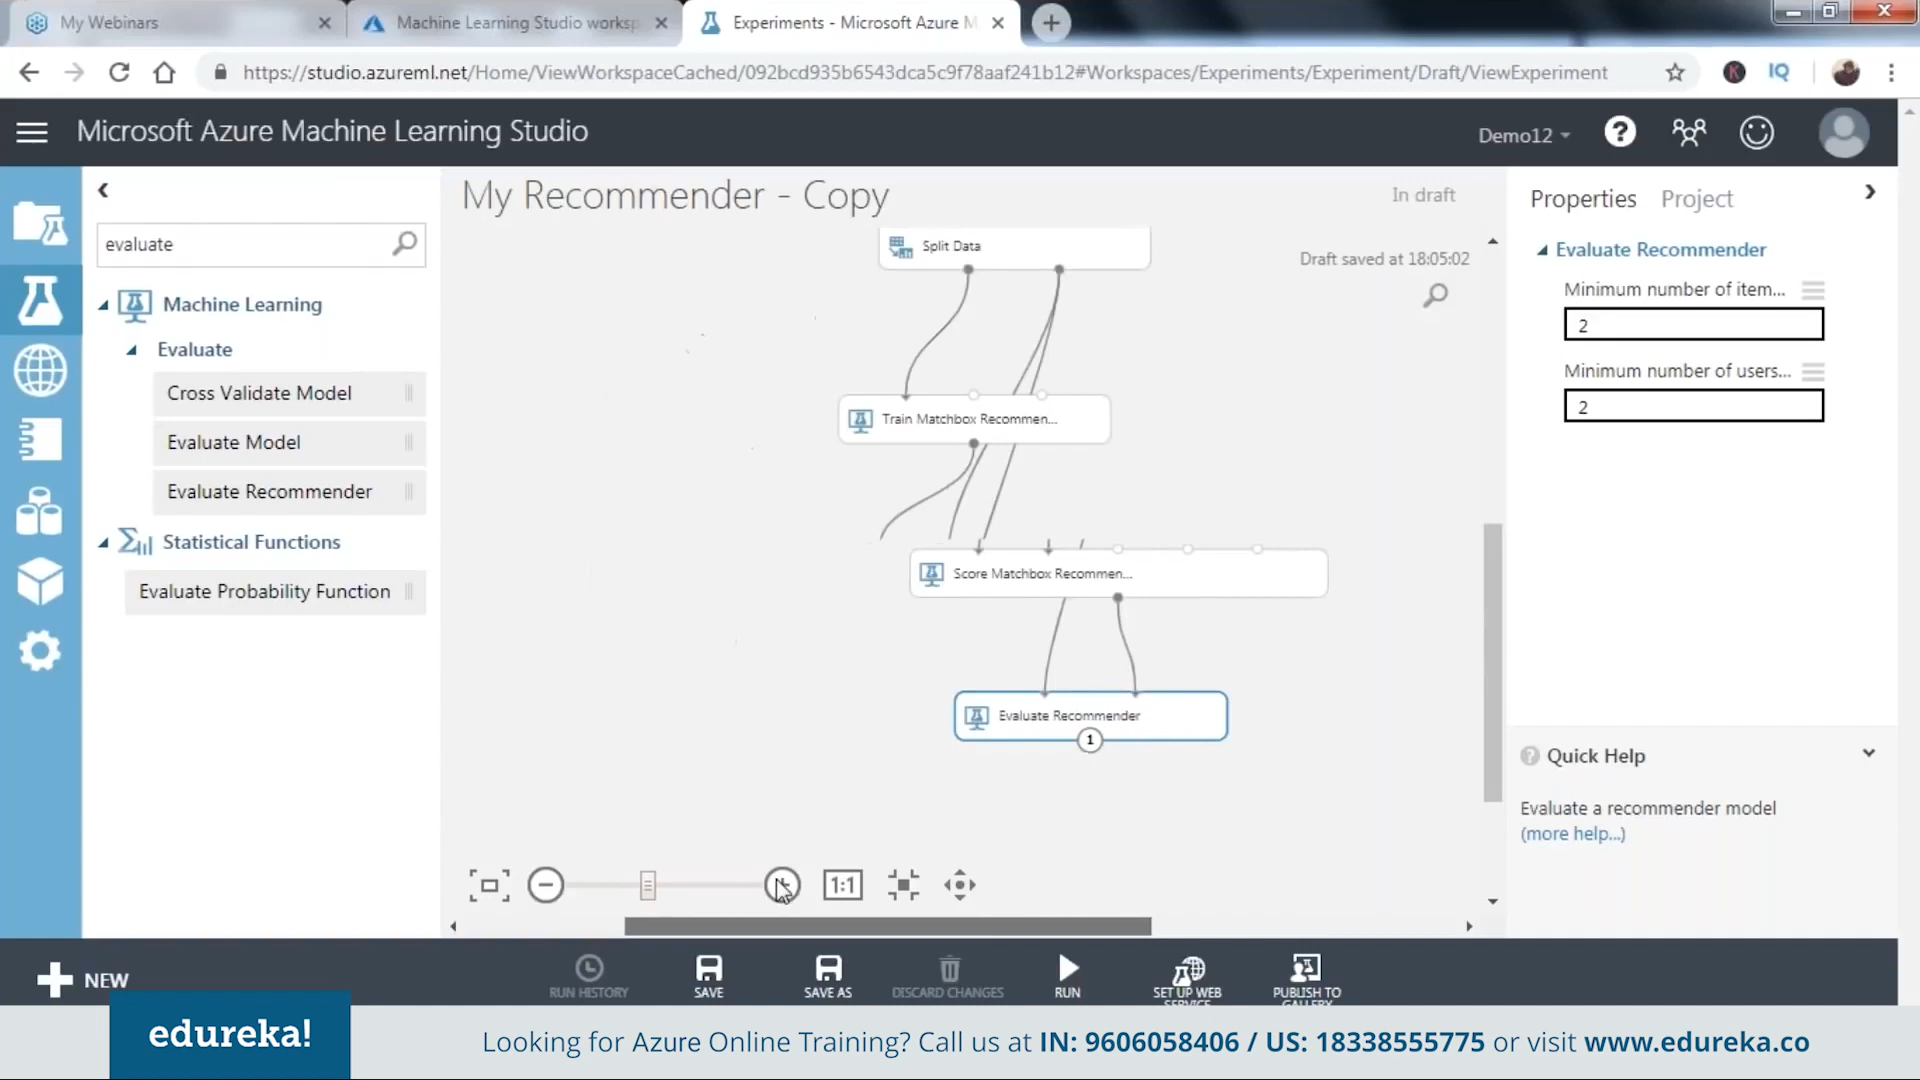 My Webinars
Machine Learning Studio worksp
Experiments - Microsoft Azure M
https://studio.azureml.net/Home/ViewWorkspaceCached/092bcd935b6543dca5c9f78aaf241b12#Workspaces/Experiments/Experiment/Draft/ViewExperiment
K
IQ
Microsoft Azure Machine Learning Studio
Demo12
?
evaluate
Machine Learning
Evaluate
Cross Validate Model
Evaluate Model
Evaluate Recommender
Statistical Functions
Evaluate Probability Function
My Recommender - Copy
In draft
Draft saved at 18:05:02
Split Data
Train Matchbox Recommen...
Score Matchbox Recommen...
Evaluate Recommender
1
1:1
Properties
Project
Evaluate Recommender
Minimum number of item...
2
Minimum number of users...
2
? Quick Help
Evaluate a recommender model
(more help...)
NEW
RUN HISTORY
SAVE
SAVE AS
DISCARD CHANGES
RUN
SET UP WEB
SERVICE
PUBLISH TO
GALLERY
edureka!
Looking for Azure Online Training? Call us at IN: 9606058406 / US: 18338555775 or visit www.edureka.co